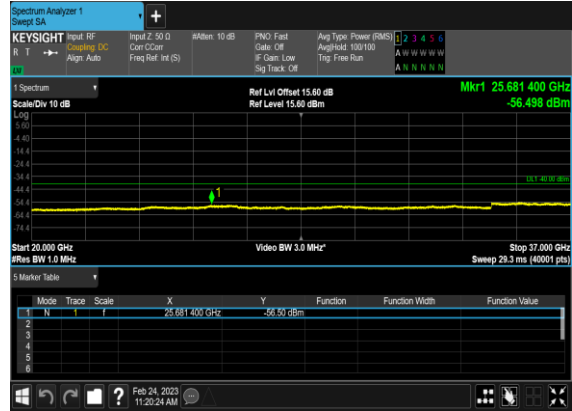 Spectrum Analyzer 1
Swept SA
+
KEYSIGHT Input: RF Input Z: 50 Ω #Atten: 10 dB PNO: Fast Avg Type: Power (RMS) 1 2 3 4 5 6
R T Coupling: DC Corr CCorr Gate: Off Avg|Hold: 100/100 A W W W W W
Align: Auto Freq Ref: Int (S) IF Gain: Low Trig: Free Run
LW Sig Track: Off A N N N N N
1 Spectrum Ref Lvl Offset 15.60 dB Mkr1 25.681 400 GHz
Scale/Div 10 dB Ref Level 15.60 dBm -56.498 dBm
Log
5.60
-4.40
-14.4
-24.4
-34.4 DL1 -40.00 dBm
-44.4 1
-54.4
-64.4
-74.4
Start 20.000 GHz Video BW 3.0 MHz* Stop 37.000 GHz
#Res BW 1.0 MHz Sweep 29.3 ms (40001 pts)
5 Marker Table
Mode Trace Scale X Y Function Function Width Function Value
1 N 1 f 25.681 400 GHz -56.50 dBm
2
3
4
5
6
? Feb 24, 2023
11:20:24 AM